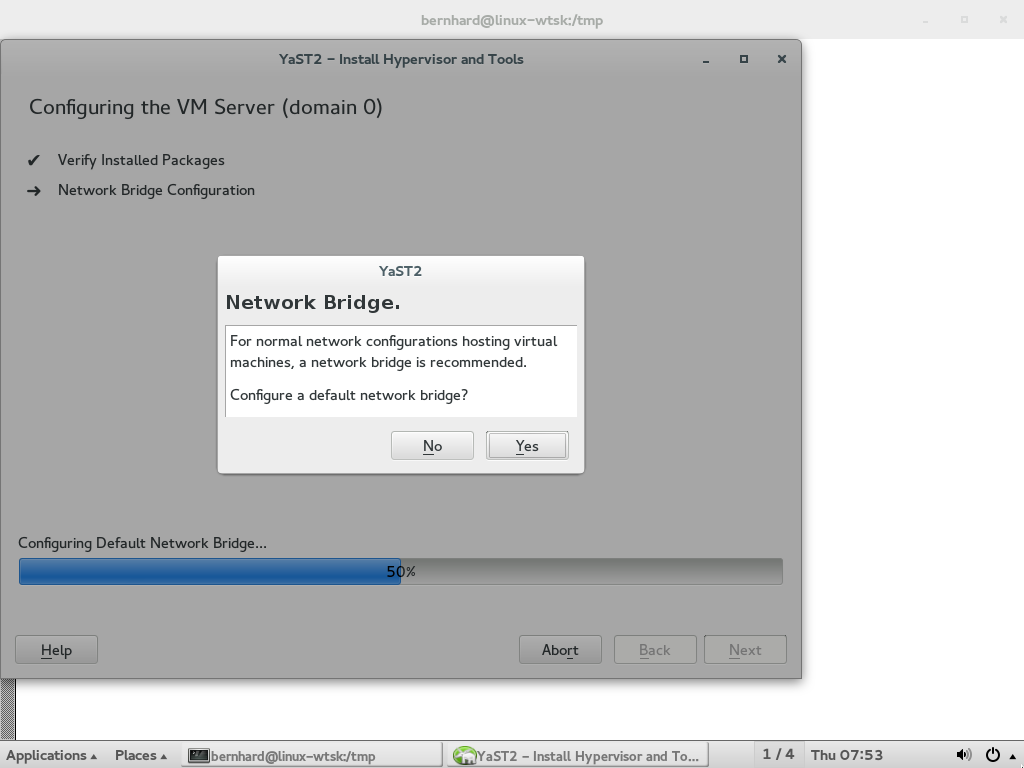 bernhard@linux-wtsk:/tmp
YaST2 – Install Hypervisor and Tools
Configuring the VM Server (domain 0)
✔ Verify Installed Packages
→ Network Bridge Configuration
YaST2
Network Bridge.
For normal network configurations hosting virtual
machines, a network bridge is recommended.
Configure a default network bridge?
No Yes
Configuring Default Network Bridge...
50%
Help Abort Back Next
Applications Places bernhard@linux-wtsk:/tmp YaST2 – Install Hypervisor and To... 1 / 4 Thu 07:53